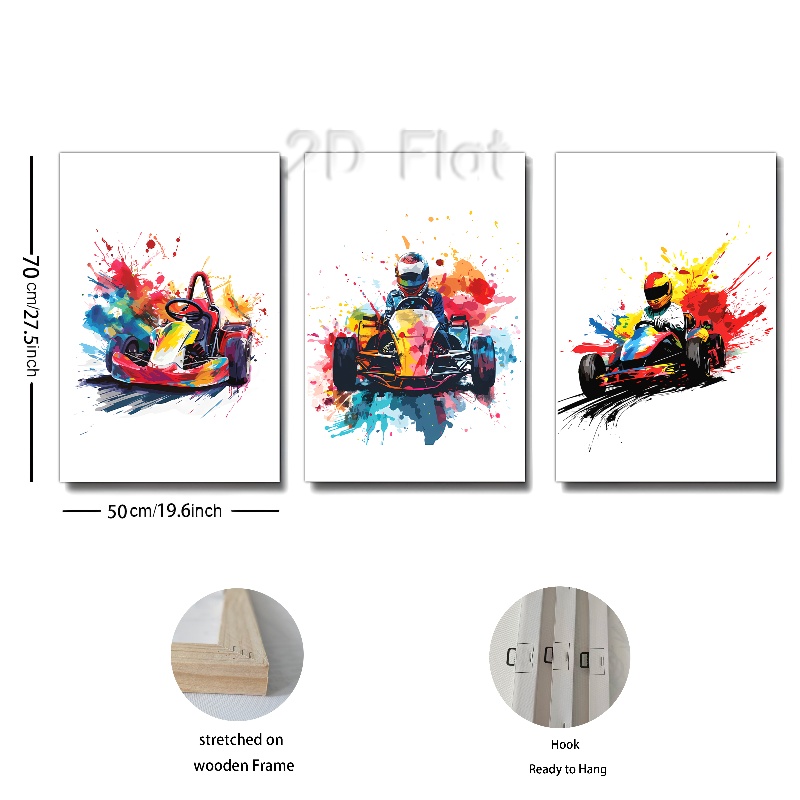 2D Flat
70 cm/27.5inch
50 cm/19.6inch
stretched on
wooden Frame
Hook
Ready to Hang